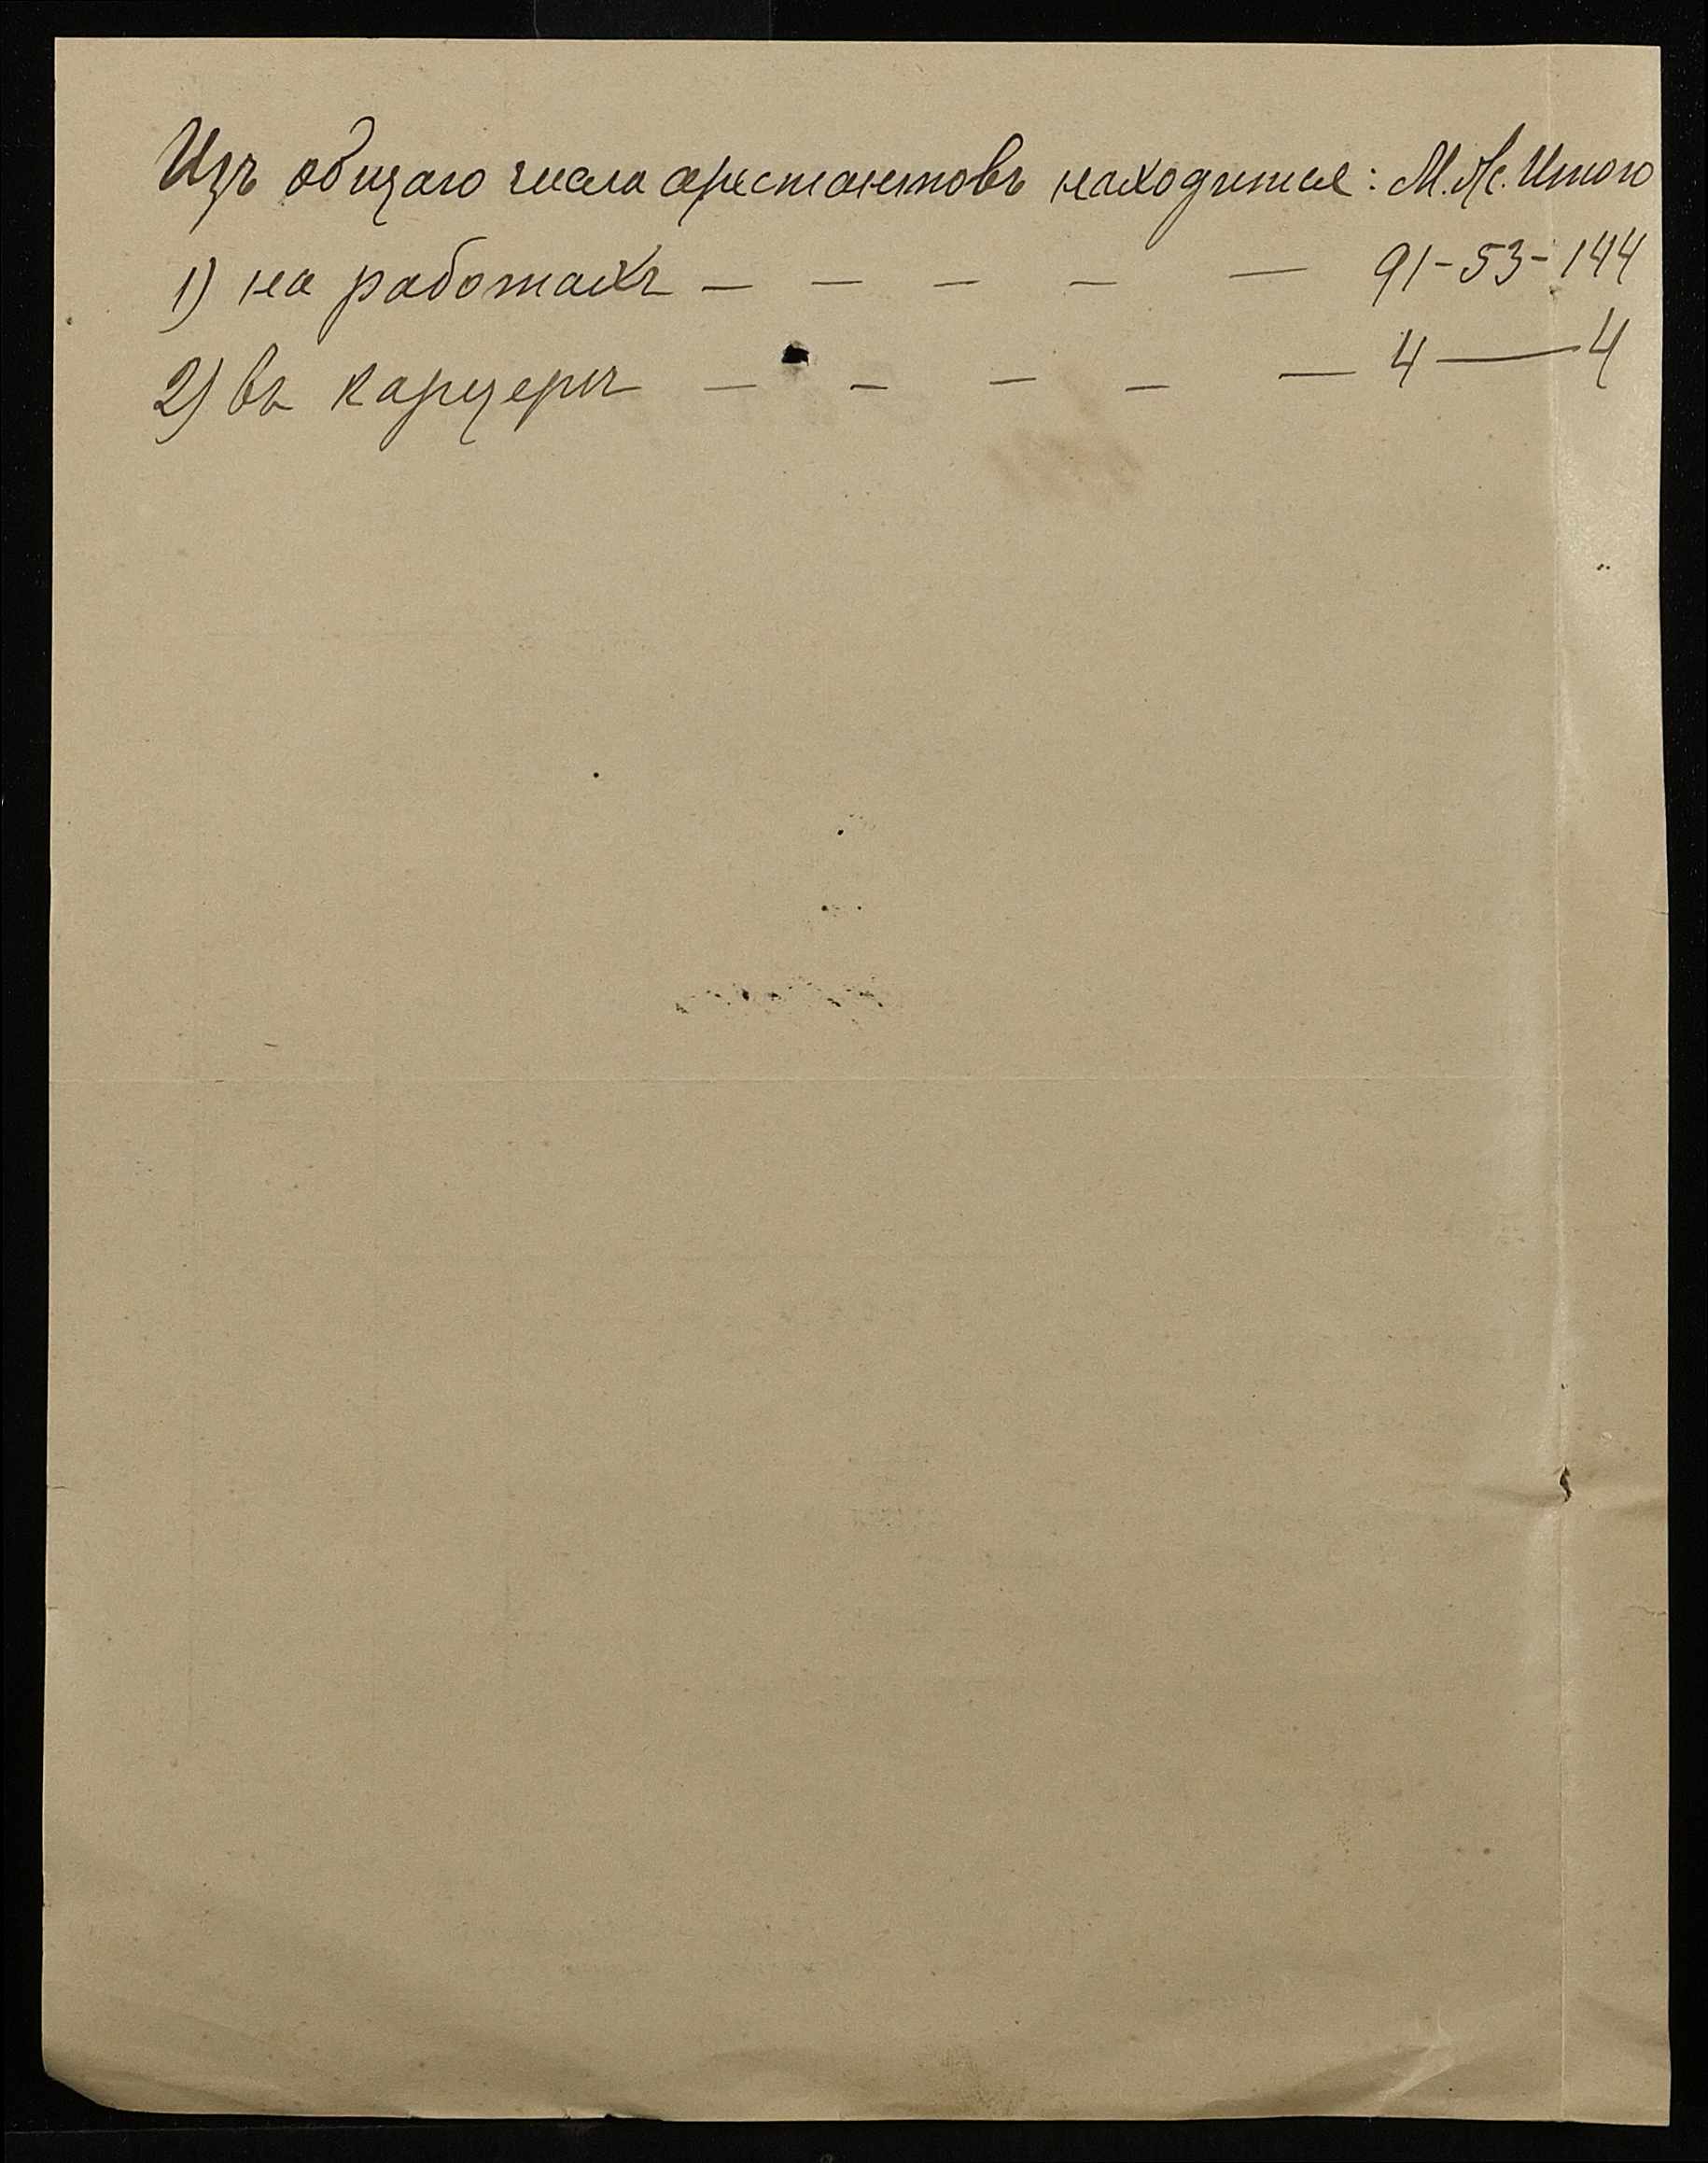 Изъ общаго числа арестантовъ находится: М. Ж. Итого
1) на работахъ — — — — — 91-53-144
2) въ карцерѣ — — — — — 4 — 4